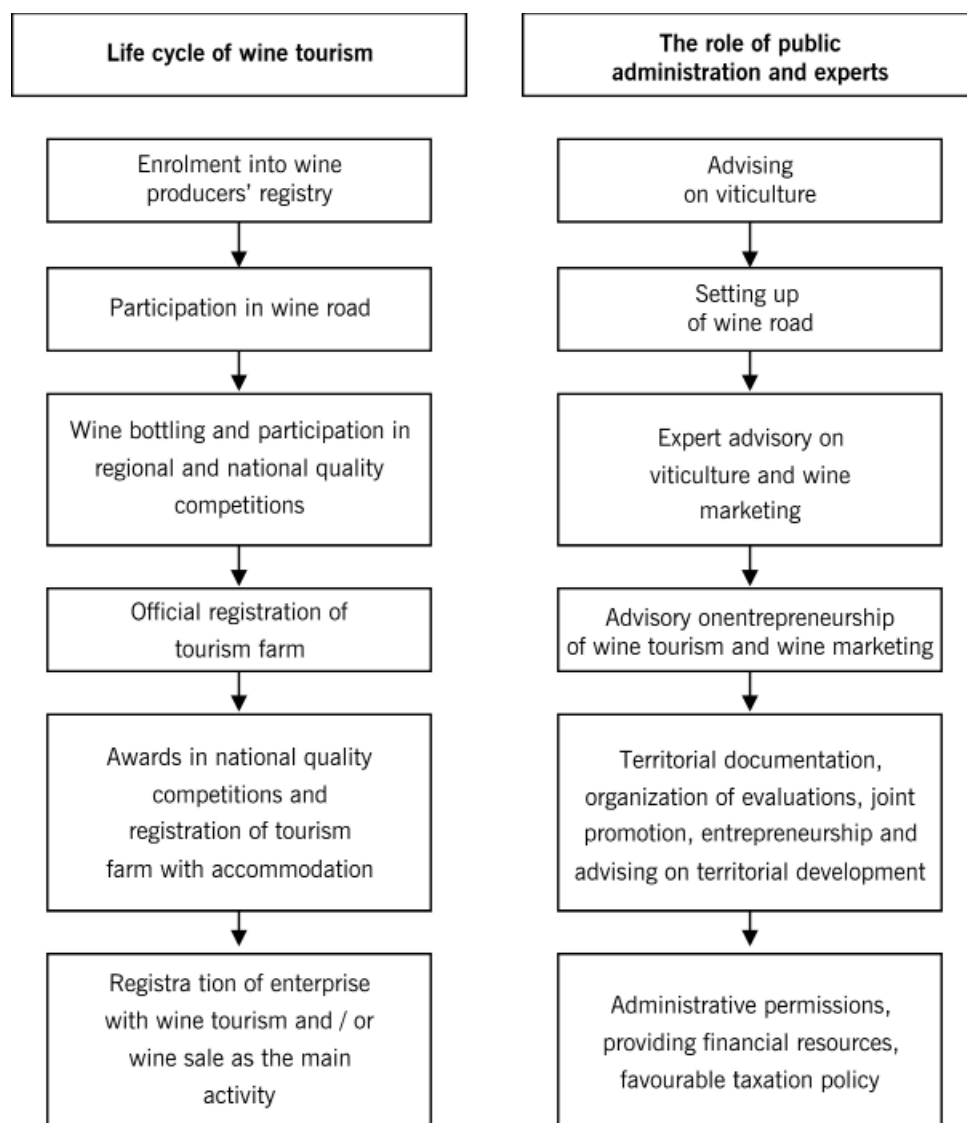 Life cycle of wine tourism
The role of public
administration and experts
Enrolment into wine
producers’ registry
Advising
on viticulture
Participation in wine road
Setting up
of wine road
Wine bottling and participation in
regional and national quality
competitions
Expert advisory on
viticulture and wine
marketing
Official registration of
tourism farm
Advisory onentrepreneurship
of wine tourism and wine marketing
Awards in national quality
competitions and
registration of tourism
farm with accommodation
Territorial documentation,
organization of evaluations, joint
promotion, entrepreneurship and
advising on territorial development
Registra tion of enterprise
with wine tourism and / or
wine sale as the main
activity
Administrative permissions,
providing financial resources,
favourable taxation policy